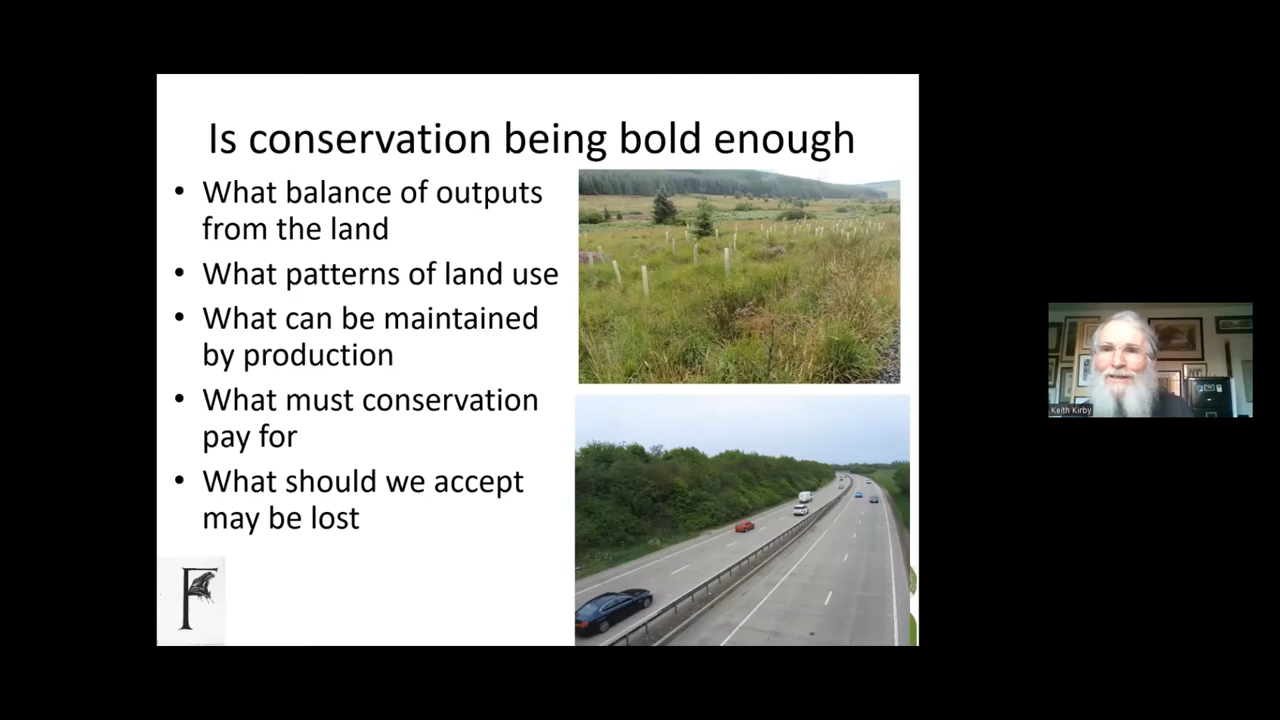 Is conservation being bold enough
• What balance of outputs
from the land
• What patterns of land use
• What can be maintained
by production
• What must conservation
pay for
• What should we accept
may be lost
F
Keith Kirby